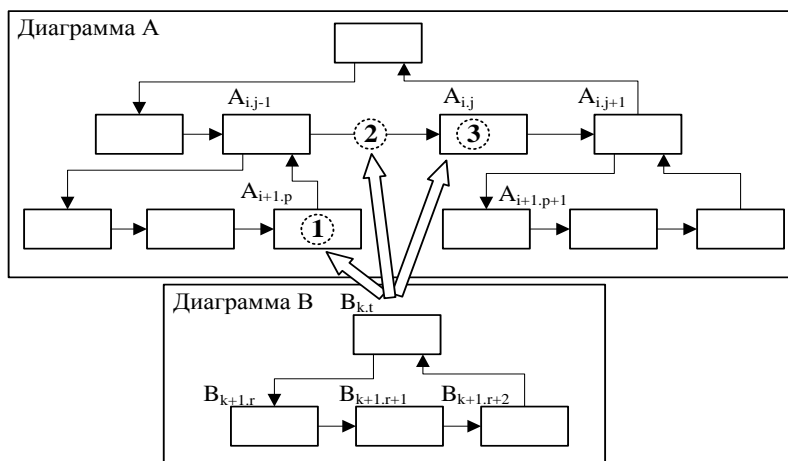 Диаграмма А
A_{i.j-1}
A_{i.j}
A_{i.j+1}
2
3
A_{i+1.p}
A_{i+1.p+1}
1
Диаграмма В
B_{k.t}
B_{k+1.r}
B_{k+1.r+1}
B_{k+1.r+2}